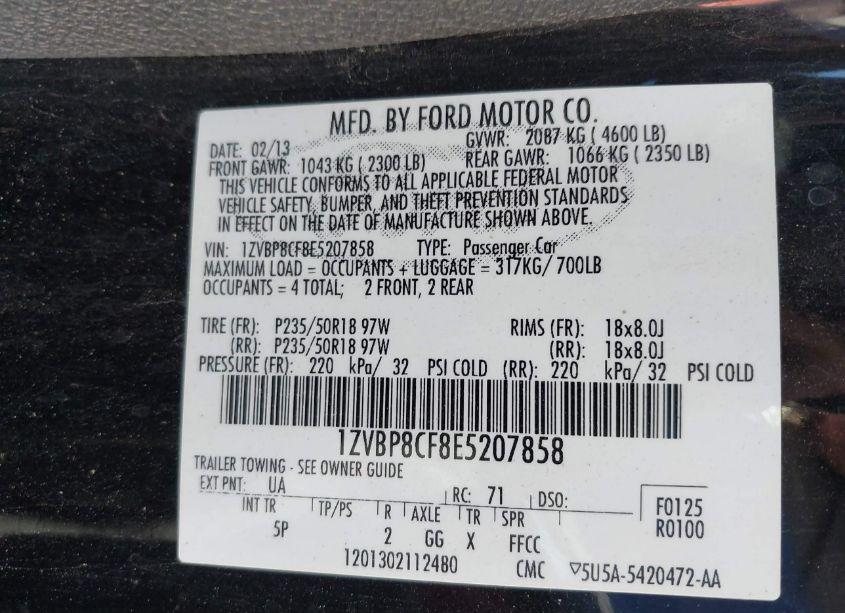 MFD. BY FORD MOTOR CO.
DATE: 02/13 GVWR: 2087 KG ( 4600 LB)
FRONT GAWR: 1043 KG ( 2300 LB) REAR GAWR: 1066 KG ( 2350 LB)
THIS VEHICLE CONFORMS TO ALL APPLICABLE FEDERAL MOTOR
VEHICLE SAFETY, BUMPER, AND THEFT PREVENTION STANDARDS
IN EFFECT ON THE DATE OF MANUFACTURE SHOWN ABOVE.
VIN: 1ZVBP8CF8E5207858 TYPE: Passenger Car
MAXIMUM LOAD = OCCUPANTS + LUGGAGE = 317KG/ 700LB
OCCUPANTS = 4 TOTAL; 2 FRONT, 2 REAR
TIRE (FR): P235/50R18 97W RIMS (FR): 18x8.0J
(RR): P235/50R18 97W (RR): 18x8.0J
PRESSURE (FR): 220 kPa/ 32 PSI COLD (RR): 220 kPa/ 32 PSI COLD
1ZVBP8CF8E5207858
TRAILER TOWING - SEE OWNER GUIDE
EXT PNT: UA RC: 71 DSO: F0125
INT TR TP/PS R AXLE TR SPR R0100
5P 2 GG X FFCC
1201302112480 CMC ▽5U5A-5420472-AA